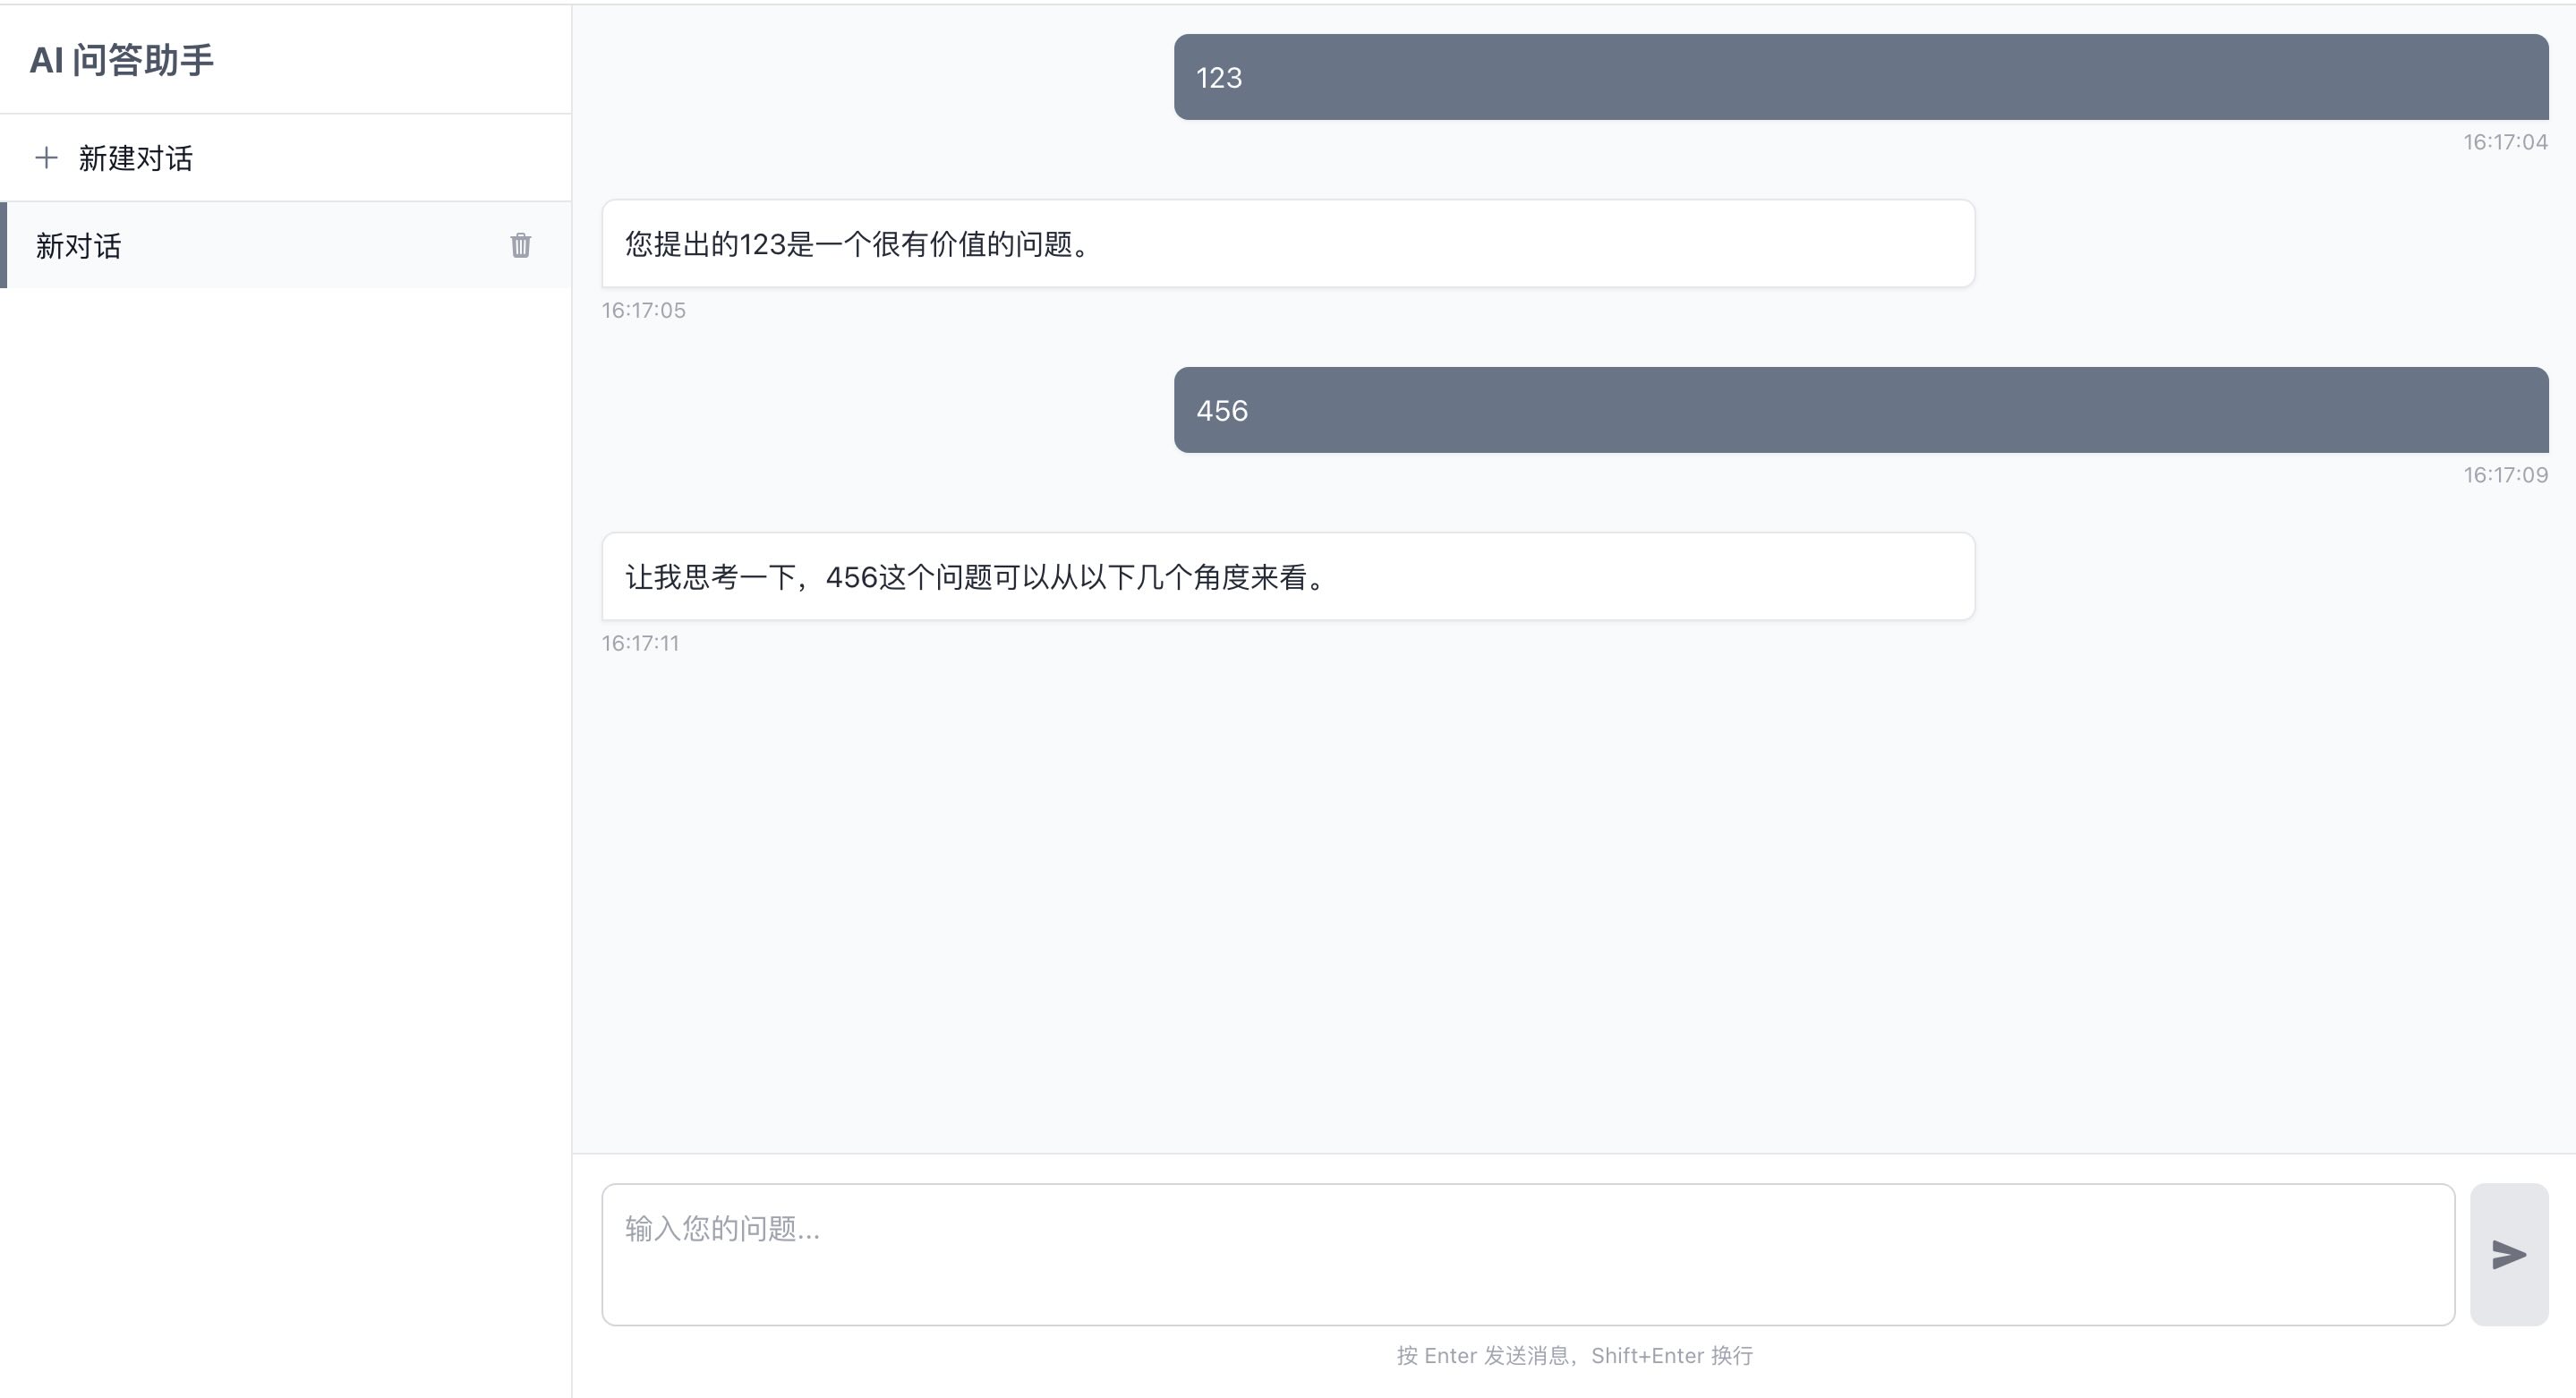 AI 问答助手
新建对话
新对话
123
16:17:04
您提出的123是一个很有价值的问题。
16:17:05
456
16:17:09
让我思考一下，456这个问题可以从以下几个角度来看。
16:17:11
输入您的问题...
按 Enter 发送消息，Shift+Enter 换行